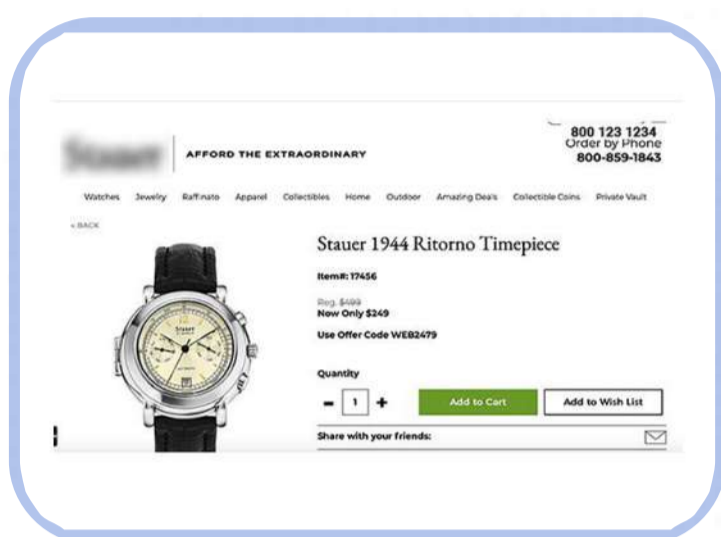 AFFORD THE EXTRAORDINARY
800 123 1234
Order by Phone
800-859-1843
Watches Jewelry Raffinato Apparel Collectibles Home Outdoor Amazing Deals Collectible Coins Private Vault
< BACK
Stauer 1944 Ritorno Timepiece
Item#: 17456
Reg. $499
Now Only $249
Use Offer Code WEB2479
Quantity
- 1 + Add to Cart Add to Wish List
Share with your friends:
Stauer